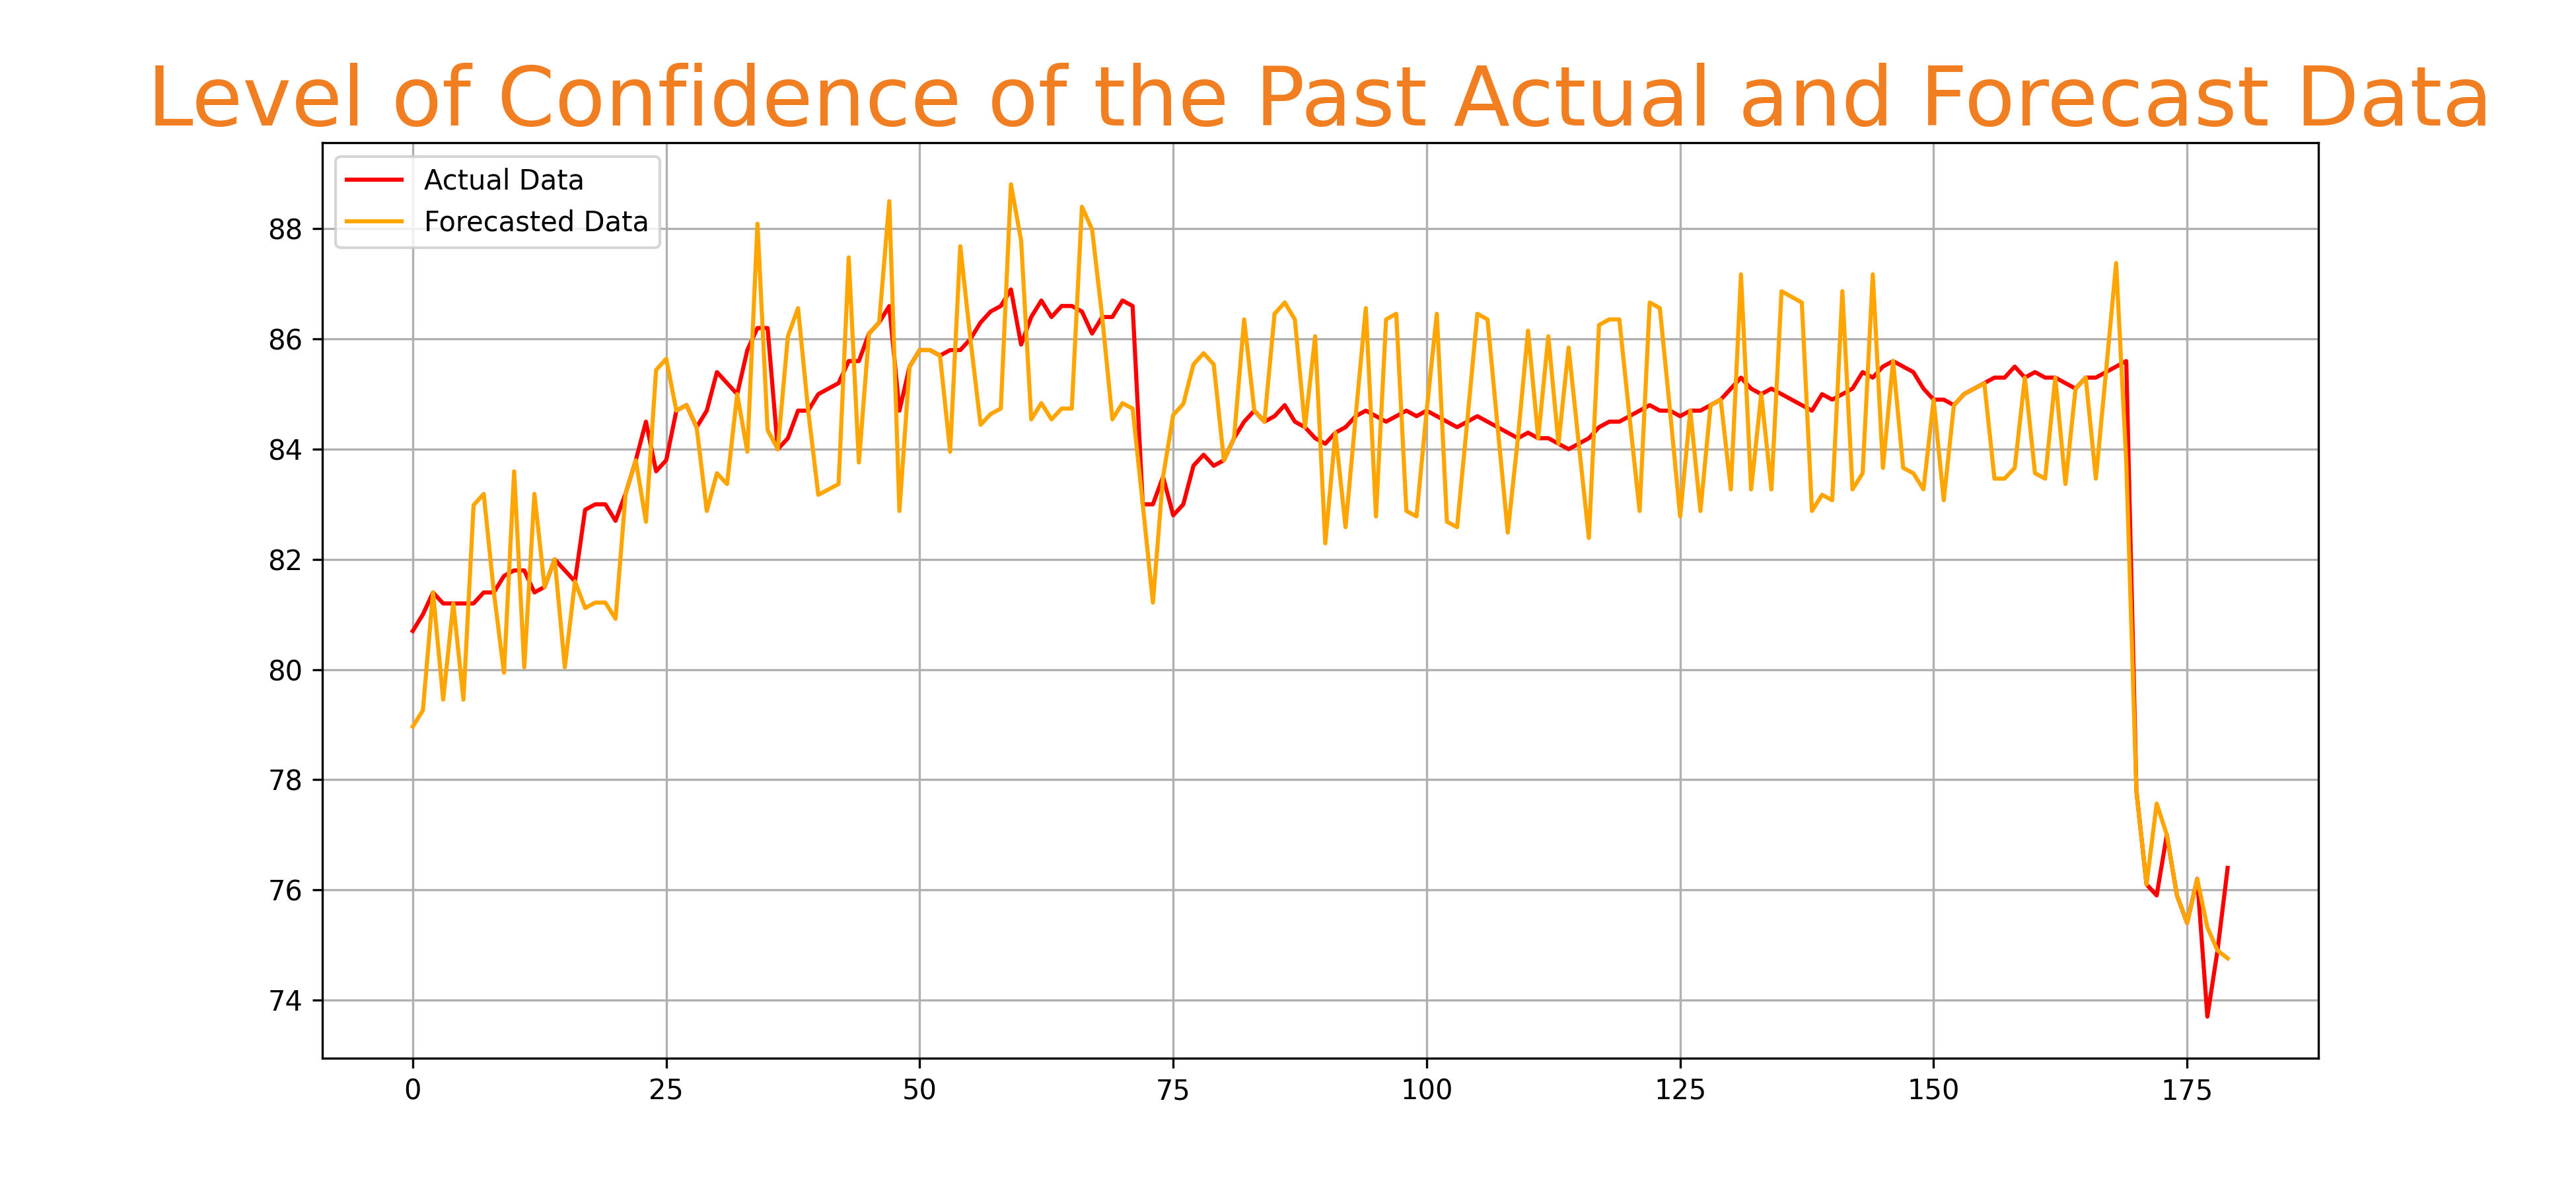 Level of Confidence of the Past Actual and Forecast Data
Actual Data
Forecasted Data
88
86
84
82
80
78
76
74
0 25 50 75 100 125 150 175